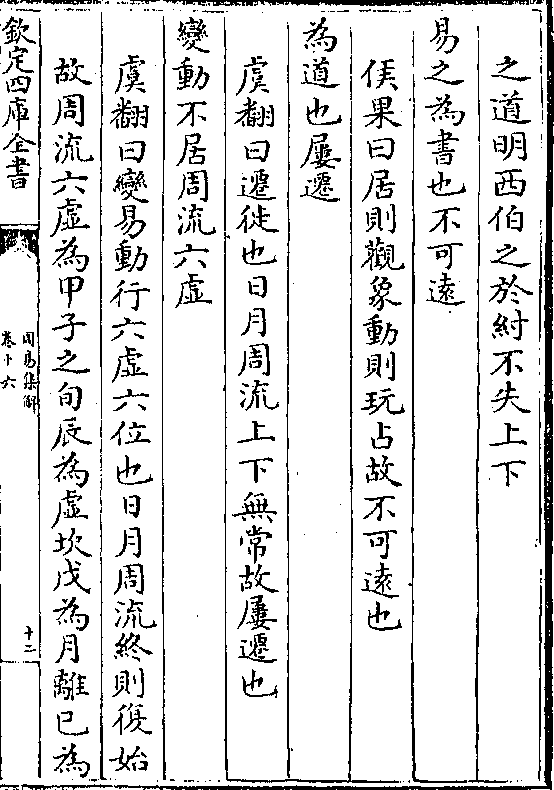 之道明西伯之於紂不失上下
易之為書也不可遠
侯果曰居則觀象動則玩占故不可遠也
為道也屢遷
虞翻曰遷徙也日月周流上下無常故屢遷也
變動不居周流六虛
虞翻曰變易動行六虛六位也日月周流終則復始
故周流六虛為甲子之旬辰為虛坎戊為月離已為
欽定四庫全書
周易集解
卷十六
十二